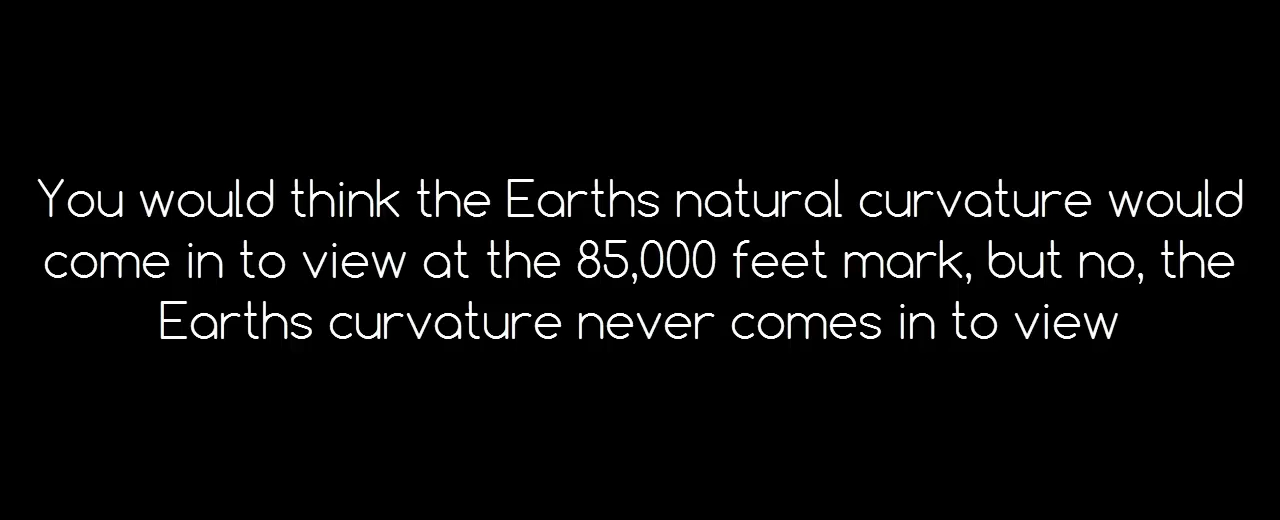 You would think the Earths natural curvature would
come in to view at the 85,000 feet mark, but no, the
Earths curvature never comes in to view